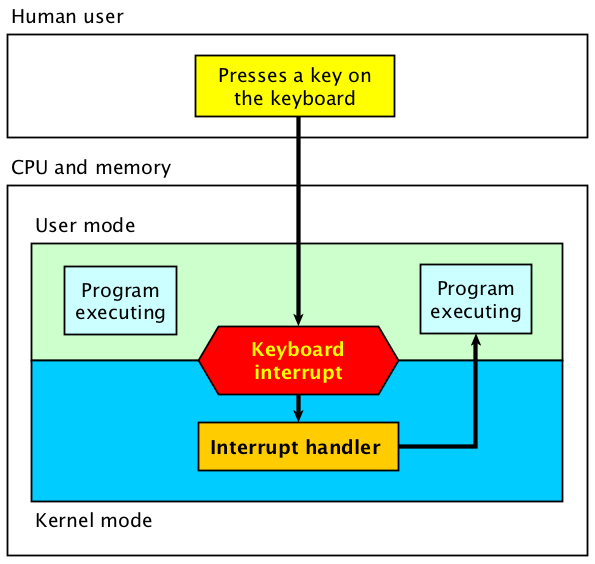 Human user
Presses a key on
the keyboard
CPU and memory
User mode
Program
executing
Program
executing
Keyboard
interrupt
Interrupt handler
Kernel mode